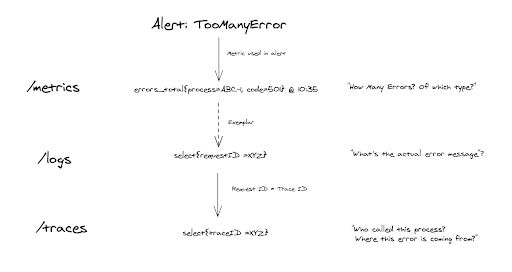 Alert: TooManyError
Metric used in alert
/metrics
errors_total{process=ABC-1, code=501} @ 10:35
"How Many Errors? Of which type?"
Exemplar
/logs
select{requestID =XYZ}
"What's the actual error message"?
Request ID = Trace ID
/traces
select{traceID =XYZ}
"Who called this process?
Where this error is coming from?"